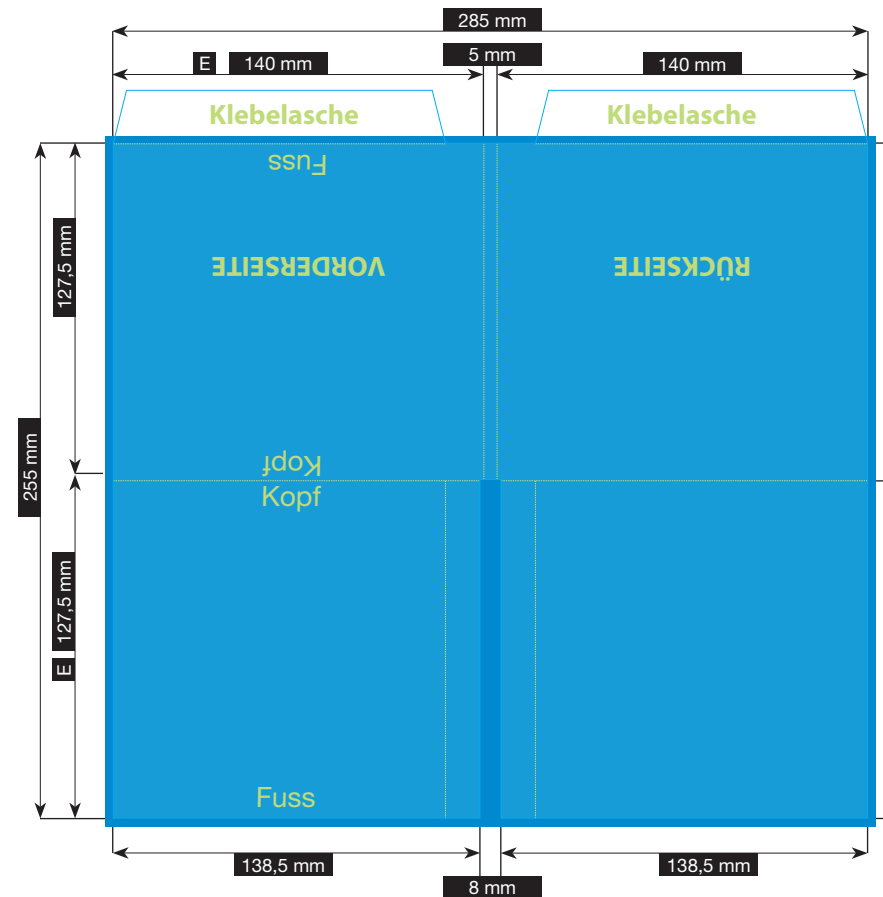 285 mm
5 mm
E 140 mm
140 mm
Klebelasche
Klebelasche
Fuss
VORDERSEITE
RÜCKSEITE
127,5 mm
255 mm
Kopf
Kopf
127,5 mm
E
Fuss
138,5 mm
138,5 mm
8 mm